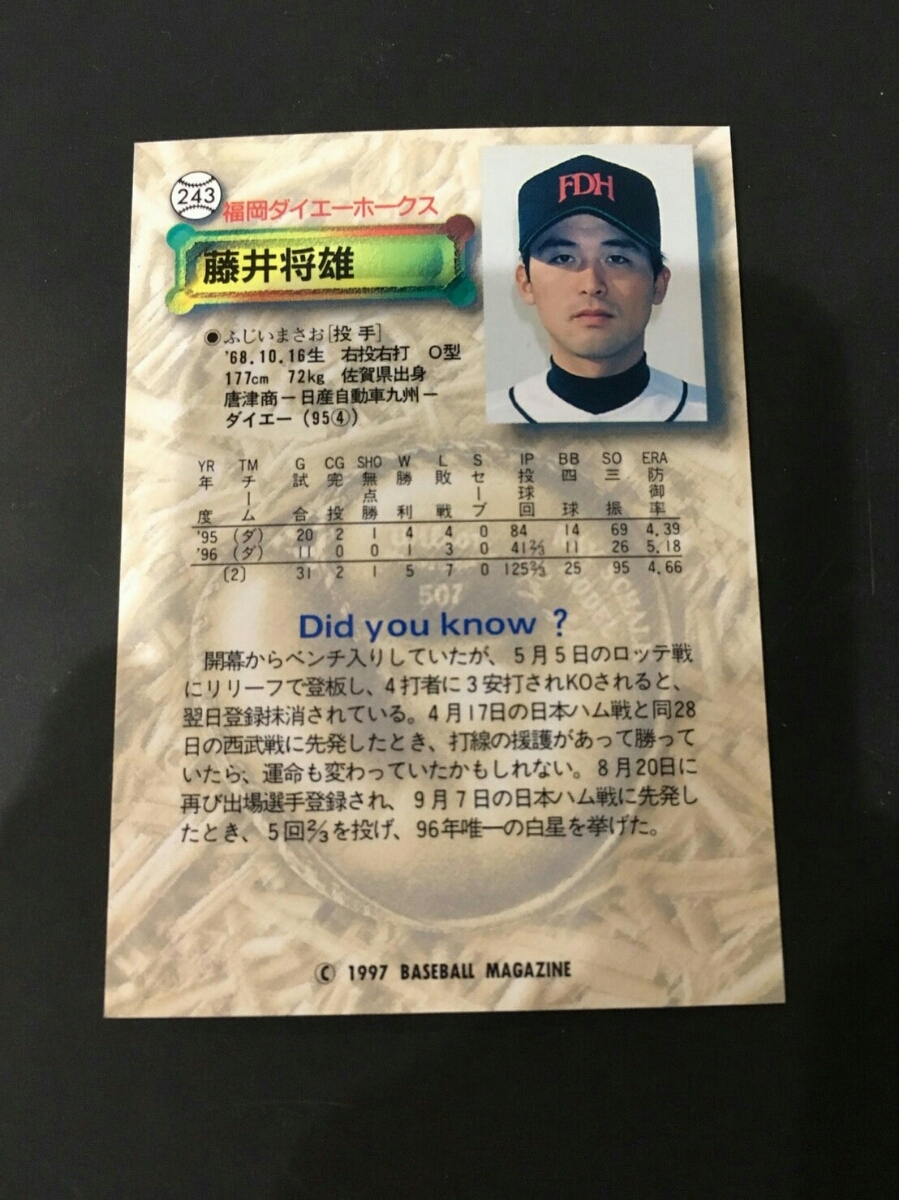 243
福岡ダイエーホークス
藤井将雄
FDH
●ふじいまさお[投手]
'68.10.16生 右投右打 O型
177cm 72kg 佐賀県出身
唐津商ー日産自動車九州ー
ダイエー (95④)
YR TM G CG SHO W L S IP BB SO ERA
年度 チーム 試合 完投 無点勝 勝利 敗戦 セーブ 投球回 四球 三振 防御率
'95 (ダ) 20 2 1 4 4 0 84 14 69 4.39
'96 (ダ) 11 0 0 1 3 0 41⅔ 11 26 5.18
〔2〕 31 2 1 5 7 0 125⅔ 25 95 4.66
507
Did you know ?
開幕からベンチ入りしていたが、5月5日のロッテ戦
にリリーフで登板し、4打者に3安打されKOされると、
翌日登録抹消されている。4月17日の日本ハム戦と同28
日の西武戦に先発したとき、打線の援護があって勝って
いたら、運命も変わっていたかもしれない。8月20日に
再び出場選手登録され、9月7日の日本ハム戦に先発し
たとき、5回⅔を投げ、96年唯一の白星を挙げた。
© 1997 BASEBALL MAGAZINE